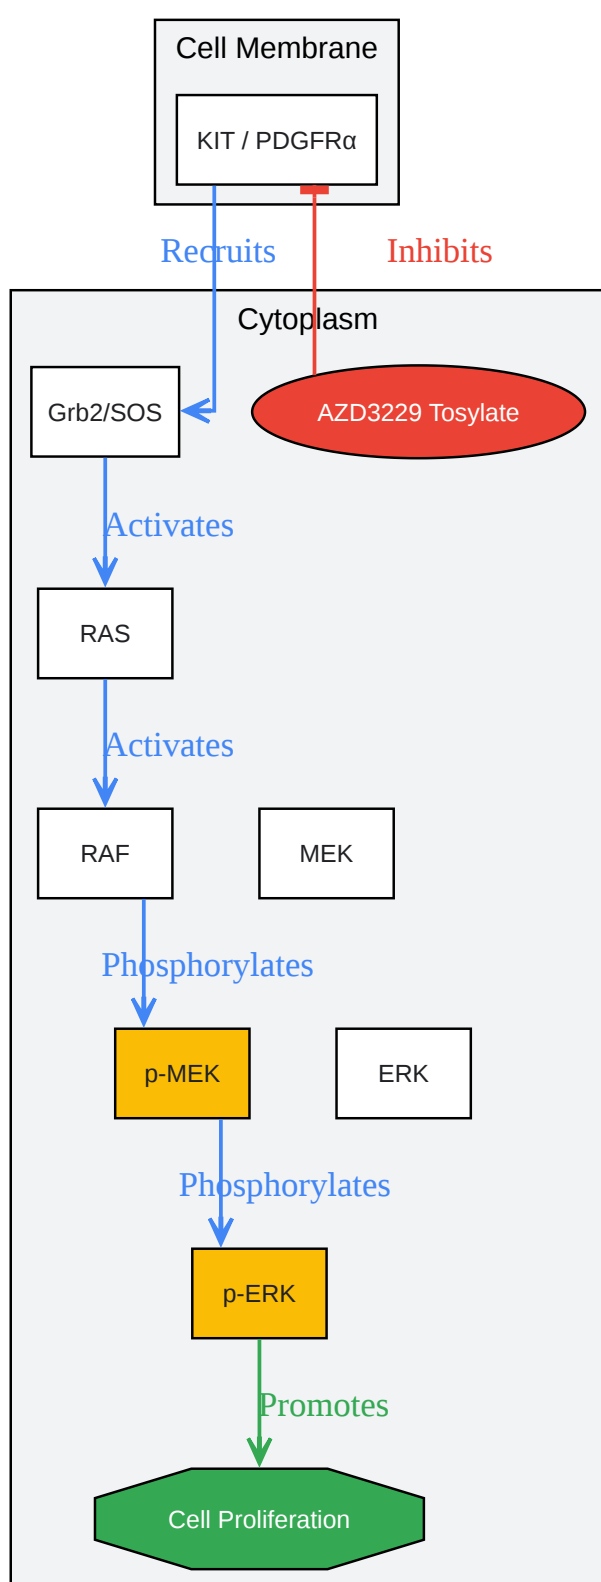 Cell Membrane
KIT / PDGFRα
Recruits
Inhibits
Cytoplasm
Grb2/SOS
AZD3229 Tosylate
Activates
RAS
Activates
RAF
MEK
Phosphorylates
p-MEK
ERK
Phosphorylates
p-ERK
Promotes
Cell Proliferation